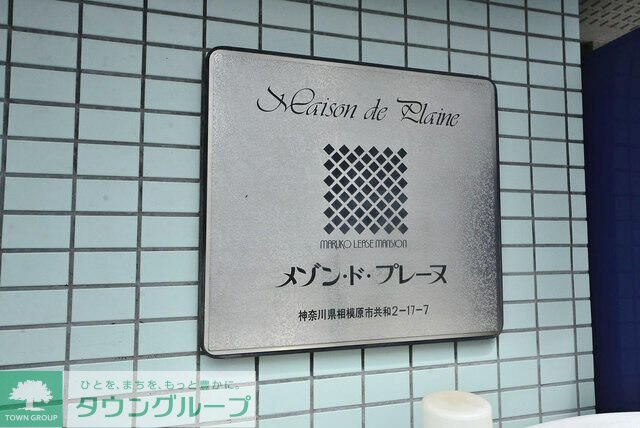 Maison de Plaine
MARUKO LEASE MANSION
メゾン・ド・プレーヌ
神奈川県相模原市共和2-17-7
ひとを、まちを、もっと豊かに。
タウングループ
TOWN GROUP